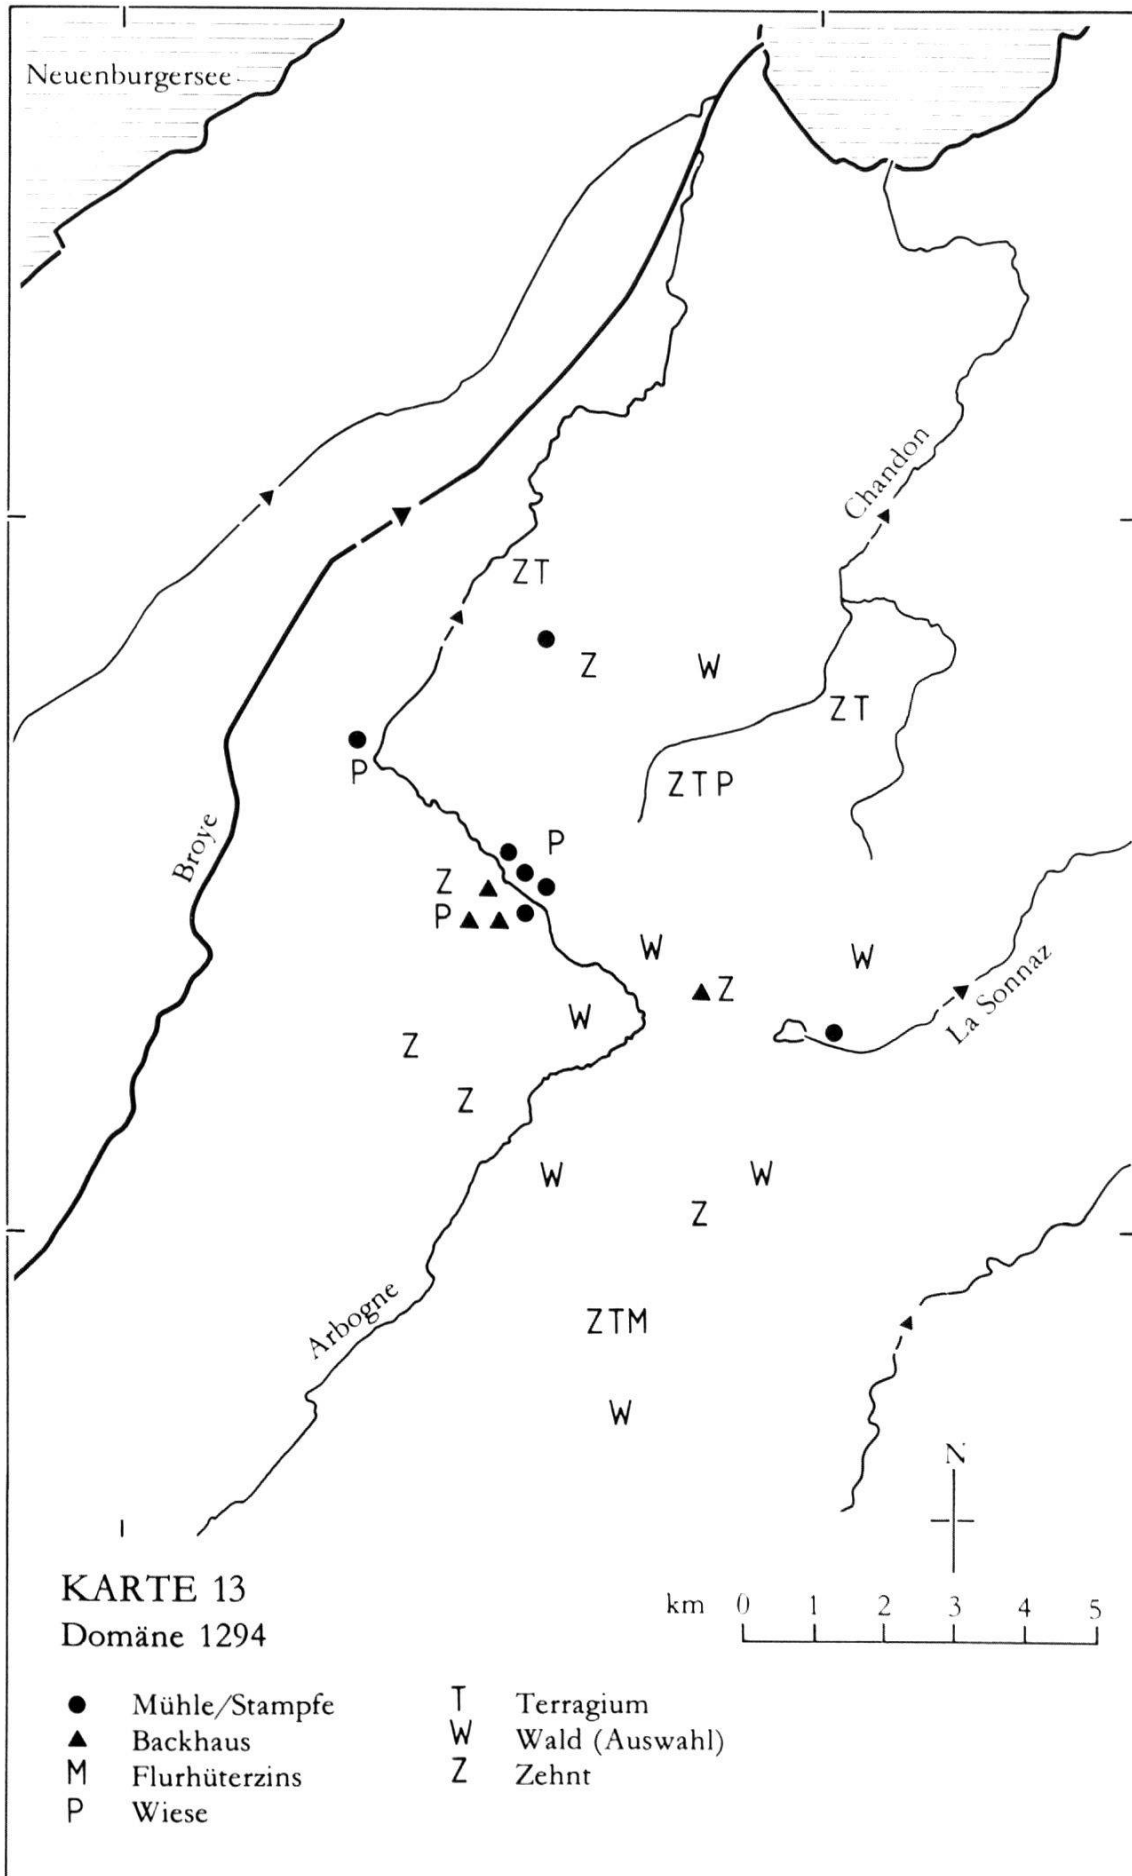 Neuenburgersee
Chandon
ZT
Z
W
ZT
P
ZTP
Broye
P
Z
P
W
W
Z
La Sonnaz
W
Z
Z
W
W
Z
Arbogne
ZTM
W
N
KARTE 13
Domäne 1294
km 0 1 2 3 4 5
Mühle/Stampfe
Backhaus
M Flurhüterzins
P Wiese
T Terragium
W Wald (Auswahl)
Z Zehnt